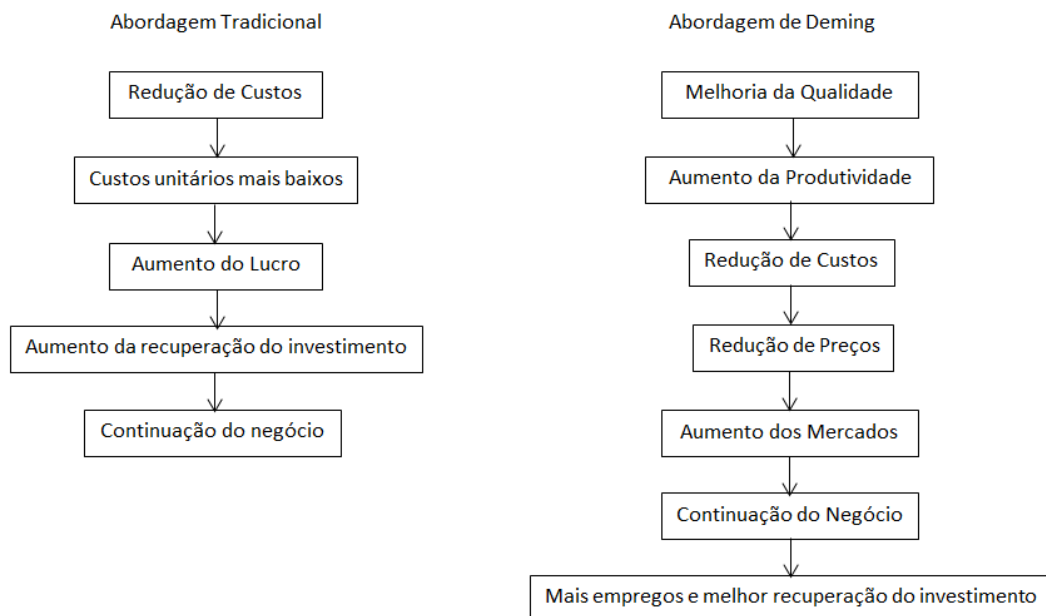 Abordagem Tradicional
Redução de Custos
Custos unitários mais baixos
Aumento do Lucro
Aumento da recuperação do investimento
Continuação do negócio
Abordagem de Deming
Melhoria da Qualidade
Aumento da Produtividade
Redução de Custos
Redução de Preços
Aumento dos Mercados
Continuação do Negócio
Mais empregos e melhor recuperação do investimento